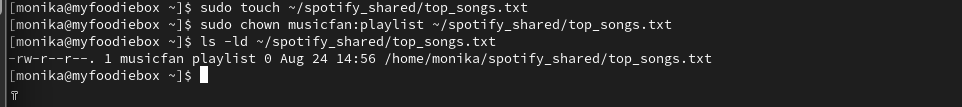 [monika@myfoodiebox ~]$ sudo touch ~/spotify_shared/top_songs.txt
[monika@myfoodiebox ~]$ sudo chown musicfan:playlist ~/spotify_shared/top_songs.txt
[monika@myfoodiebox ~]$ ls -ld ~/spotify_shared/top_songs.txt
-rw-r--r--. 1 musicfan playlist 0 Aug 24 14:56 /home/monika/spotify_shared/top_songs.txt
[monika@myfoodiebox ~]$